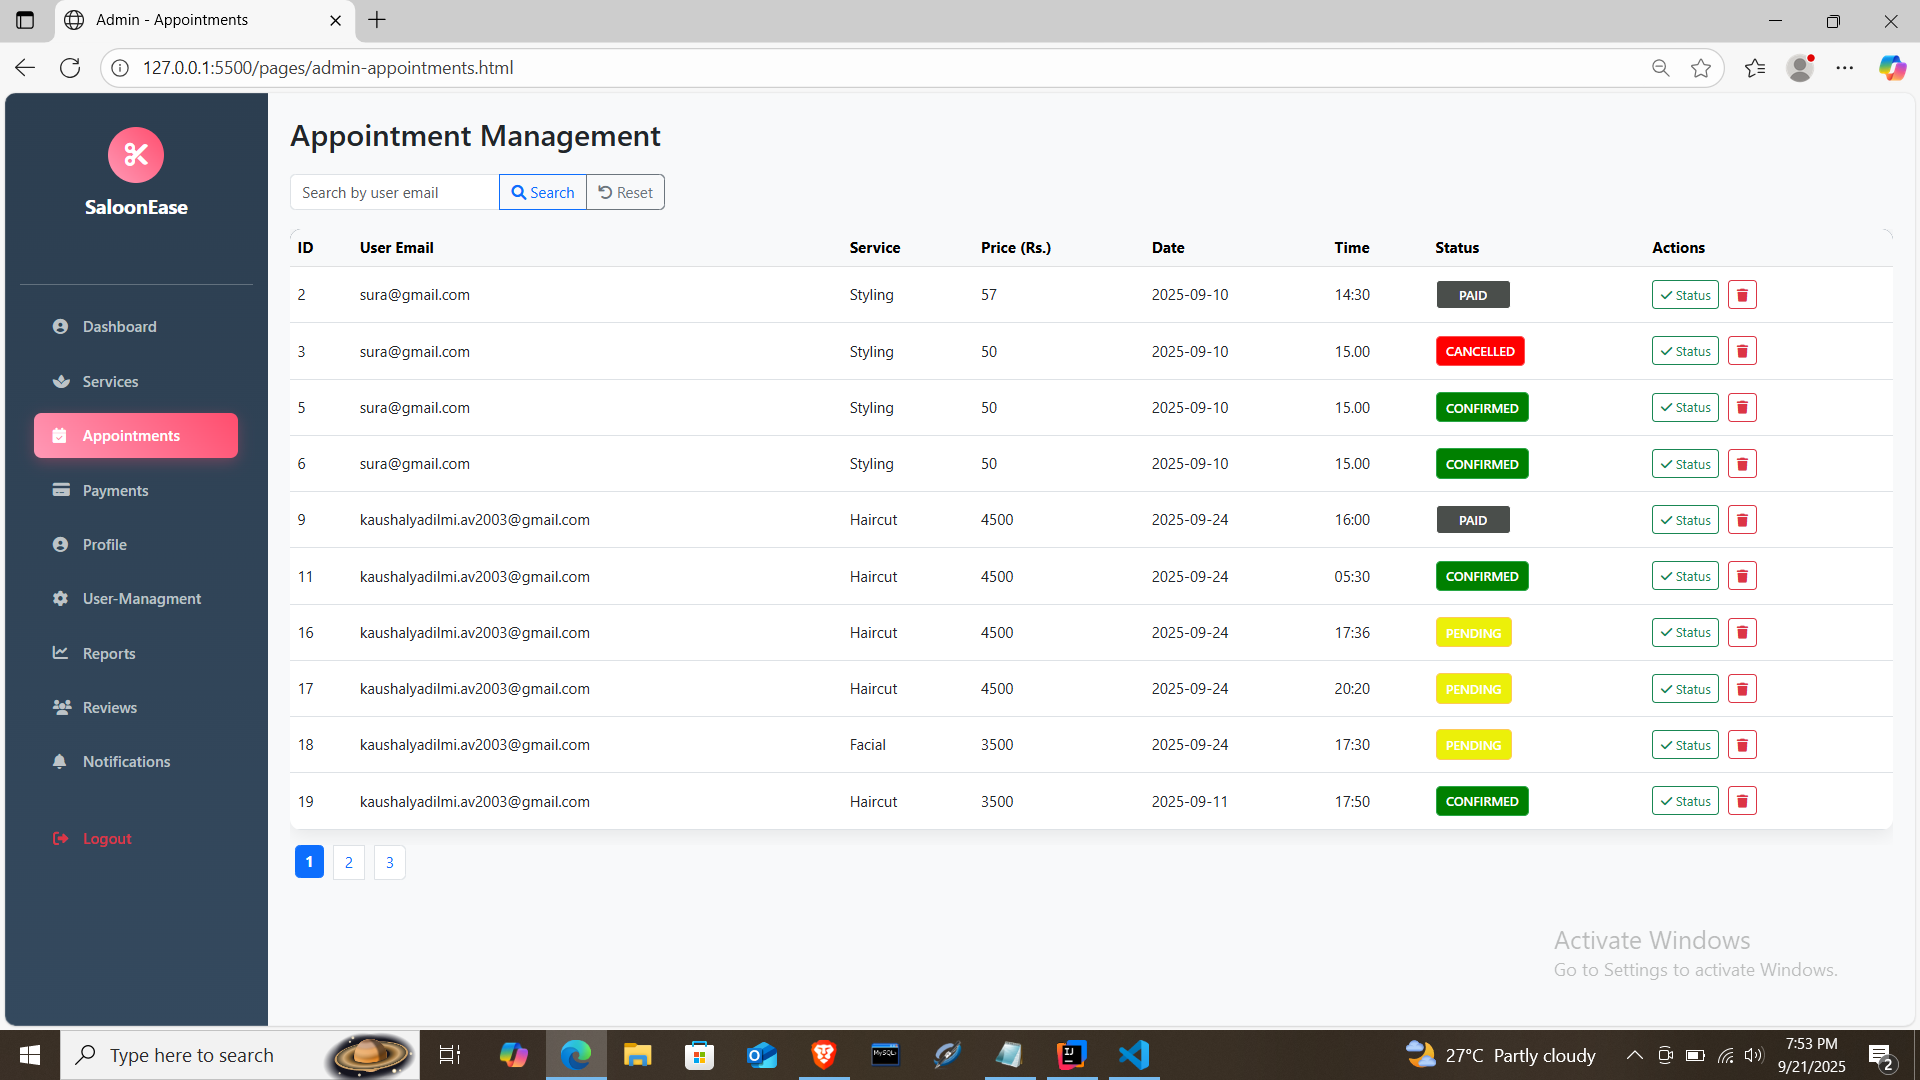 Admin - Appointments
127.0.0.1:5500/pages/admin-appointments.html
SaloonEase
Dashboard
Services
Appointments
Payments
Profile
User-Managment
Reports
Reviews
Notifications
Logout
Appointment Management
Search by user email Search Reset
ID User Email Service Price (Rs.) Date Time Status Actions
2 sura@gmail.com Styling 57 2025-09-10 14:30 PAID Status
3 sura@gmail.com Styling 50 2025-09-10 15.00 CANCELLED Status
5 sura@gmail.com Styling 50 2025-09-10 15.00 CONFIRMED Status
6 sura@gmail.com Styling 50 2025-09-10 15.00 CONFIRMED Status
9 kaushalyadilmi.av2003@gmail.com Haircut 4500 2025-09-24 16:00 PAID Status
11 kaushalyadilmi.av2003@gmail.com Haircut 4500 2025-09-24 05:30 CONFIRMED Status
16 kaushalyadilmi.av2003@gmail.com Haircut 4500 2025-09-24 17:36 PENDING Status
17 kaushalyadilmi.av2003@gmail.com Haircut 4500 2025-09-24 20:20 PENDING Status
18 kaushalyadilmi.av2003@gmail.com Facial 3500 2025-09-24 17:30 PENDING Status
19 kaushalyadilmi.av2003@gmail.com Haircut 3500 2025-09-11 17:50 CONFIRMED Status
1 2 3
Activate Windows
Go to Settings to activate Windows.
Type here to search
MySQL
IJ
27°C Partly cloudy
7:53 PM
9/21/2025
2